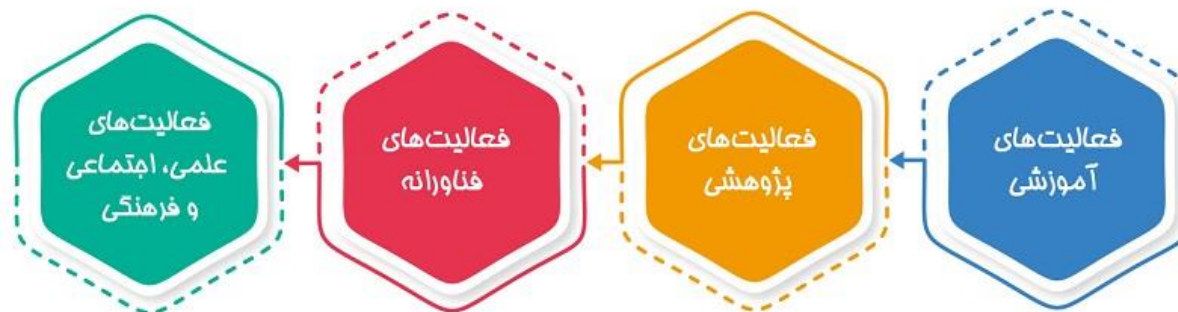 فعالیت‌های
آموزشی
فعالیت‌های
پژوهشی
فعالیت‌های
فناورانه
فعالیت‌های
علمی، اجتماعی
و فرهنگی